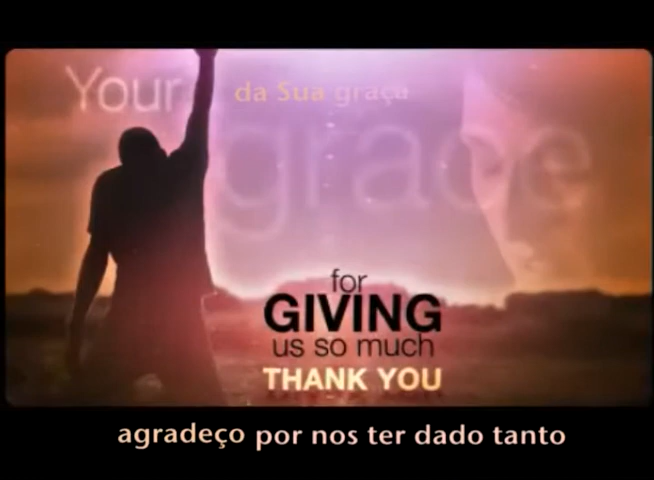 Your da Sua graça
grace
for
GIVING
us so much
THANK YOU
agradeço por nos ter dado tanto